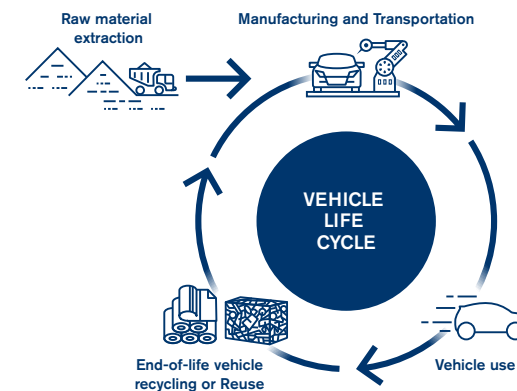 Raw material
extraction
Manufacturing and Transportation
VEHICLE
LIFE
CYCLE
End-of-life vehicle
recycling or Reuse
Vehicle use